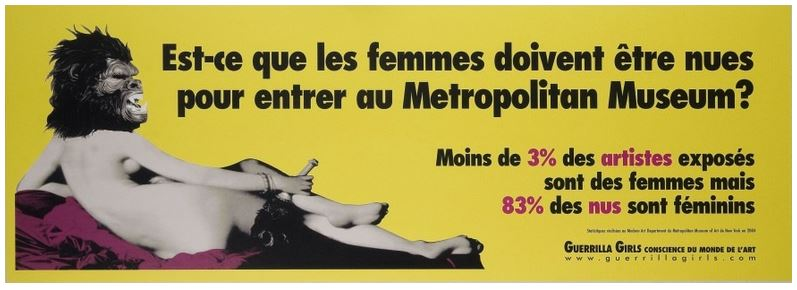 Est-ce que les femmes doivent être nues
pour entrer au Metropolitan Museum?
Moins de 3% des artistes exposés
sont des femmes mais
83% des nus sont féminins
Statistiques réalisées au Modern Art Department du Metropolitan Museum of Art de New York en 2004
GUERRILLA GIRLS CONSCIENCE DU MONDE DE L'ART
www.guerrillagirls.com